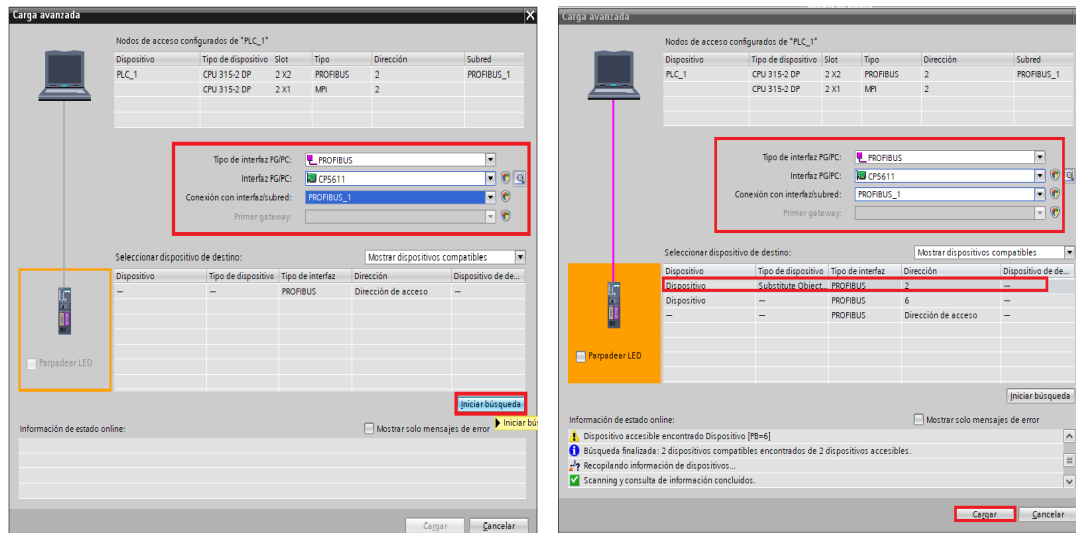 Carga avanzada
Nodos de acceso configurados de "PLC_1"
Dispositivo Tipo de dispositivo Slot Tipo Dirección Subred
PLC_1 CPU 315-2 DP 2 X2 PROFIBUS 2 PROFIBUS_1
CPU 315-2 DP 2 X1 MPI 2
Tipo de interfaz PG/PC: PROFIBUS
Interfaz PG/PC: CP5611
Conexión con interfaz/subred: PROFIBUS_1
Primer gateway:
Seleccionar dispositivo de destino: Mostrar dispositivos compatibles
Dispositivo Tipo de dispositivo Tipo de interfaz Dirección Dispositivo de de...
— — PROFIBUS Dirección de acceso —
Parpadear LED
Iniciar búsqueda
Iniciar bú
Información de estado online: Mostrar solo mensajes de error
Cargar Cancelar
Carga avanzada
Nodos de acceso configurados de "PLC_1"
Dispositivo Tipo de dispositivo Slot Tipo Dirección Subred
PLC_1 CPU 315-2 DP 2 X2 PROFIBUS 2 PROFIBUS_1
CPU 315-2 DP 2 X1 MPI 2
Tipo de interfaz PG/PC: PROFIBUS
Interfaz PG/PC: CP5611
Conexión con interfaz/subred: PROFIBUS_1
Primer gateway:
Seleccionar dispositivo de destino: Mostrar dispositivos compatibles
Dispositivo Tipo de dispositivo Tipo de interfaz Dirección Dispositivo de de...
Dispositivo Substitute Object... PROFIBUS 2 —
Dispositivo — PROFIBUS 6 —
— — PROFIBUS Dirección de acceso —
Parpadear LED
Iniciar búsqueda
Información de estado online: Mostrar solo mensajes de error
Dispositivo accesible encontrado Dispositivo [PB=6]
Búsqueda finalizada: 2 dispositivos compatibles encontrados de 2 dispositivos accesibles.
Recopilando información de dispositivos...
Scanning y consulta de información concluidos.
Cargar Cancelar